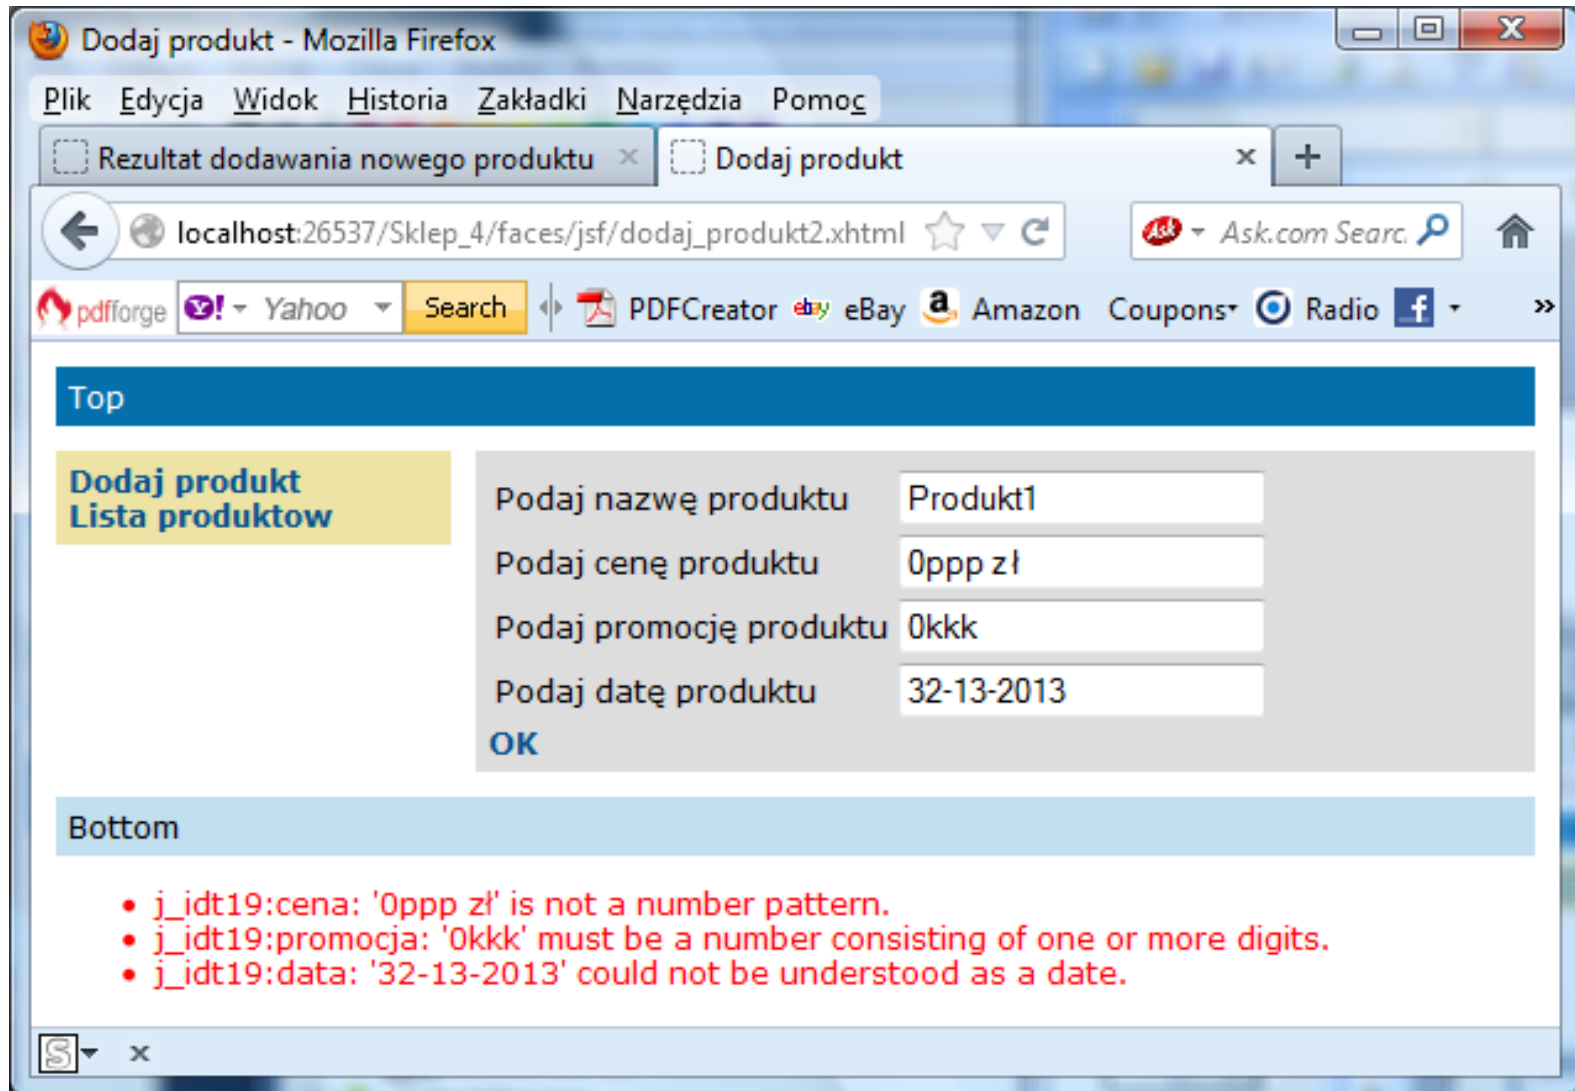 Dodaj produkt - Mozilla Firefox
Plik Edycja Widok Historia Zakładki Narzędzia Pomoc
Rezultat dodawania nowego produktu × Dodaj produkt × +
localhost:26537/Sklep_4/faces/jsf/dodaj_produkt2.xhtml Ask Ask.com Searc
pdfforge Y! Yahoo Search PDFCreator ebay eBay a Amazon Coupons Radio f »
Top
Dodaj produkt
Lista produktow
Podaj nazwę produktu Produkt1
Podaj cenę produktu 0ppp zł
Podaj promocję produktu 0kkk
Podaj datę produktu 32-13-2013
OK
Bottom
• j_idt19:cena: '0ppp zł' is not a number pattern.
• j_idt19:promocja: '0kkk' must be a number consisting of one or more digits.
• j_idt19:data: '32-13-2013' could not be understood as a date.
S ×